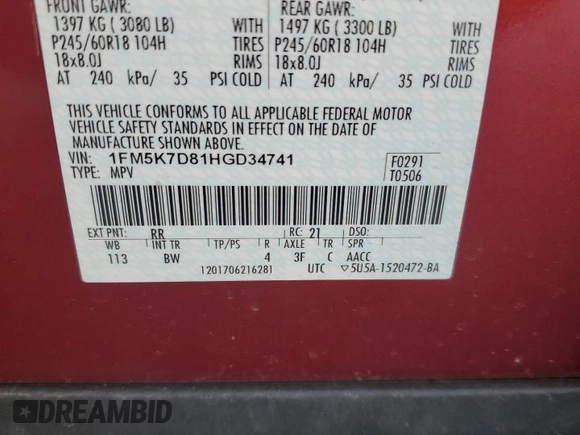 FRONT GAWR: REAR GAWR:
1397 KG ( 3080 LB) WITH 1497 KG ( 3300 LB) WITH
P245/60R18 104H TIRES P245/60R18 104H TIRES
18x8.0J RIMS 18x8.0J RIMS
AT 240 kPa/ 35 PSI COLD AT 240 kPa/ 35 PSI COLD
THIS VEHICLE CONFORMS TO ALL APPLICABLE FEDERAL MOTOR
VEHICLE SAFETY STANDARDS IN EFFECT ON THE DATE OF
MANUFACTURE SHOWN ABOVE.
VIN: 1FM5K7D81HGD34741 F0291
TYPE: MPV T0506
EXT PNT: RR RC: 21 DSO:
WB INT TR TP/PS R AXLE TR SPR
113 BW 4 3F C AACC
1201706216281 UTC ▽5U5A-1520472-BA
DREAMBID